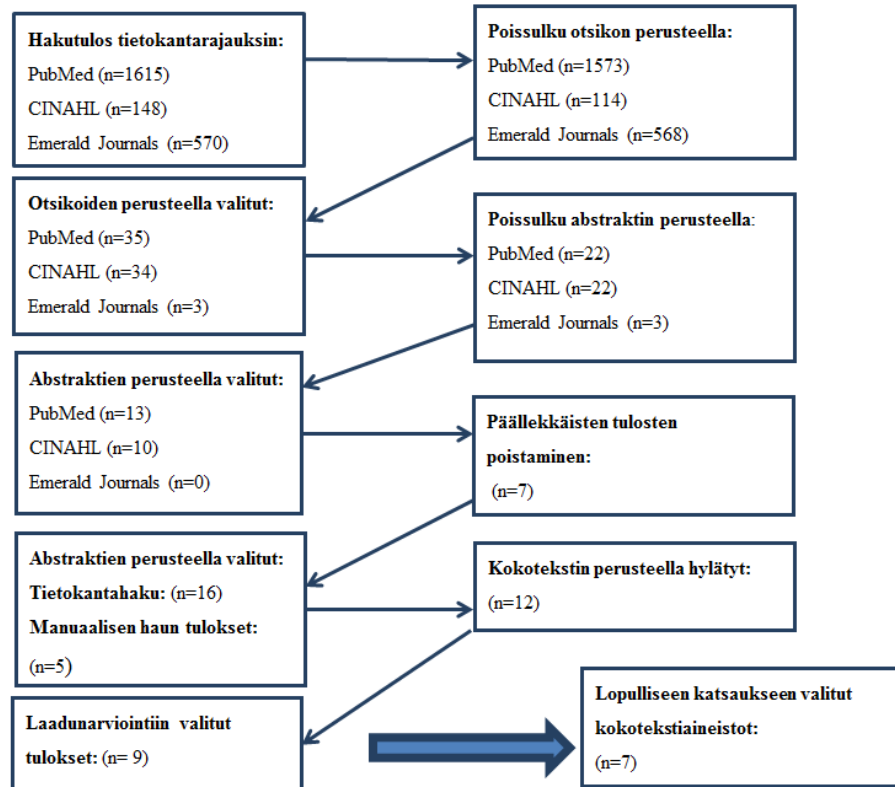 Hakutulos tietokantarajauksin:
PubMed (n=1615)
CINAHL (n=148)
Emerald Journals (n=570)
Poissulku otsikon perusteella:
PubMed (n=1573)
CINAHL (n=114)
Emerald Journals (n=568)
Otsikoiden perusteella valitut:
PubMed (n=35)
CINAHL (n=34)
Emerald Journals (n=3)
Poissulku abstraktin perusteella:
PubMed (n=22)
CINAHL (n=22)
Emerald Journals (n=3)
Abstraktien perusteella valitut:
PubMed (n=13)
CINAHL (n=10)
Emerald Journals (n=0)
Päällekkäisten tulosten
poistaminen:
(n=7)
Abstraktien perusteella valitut:
Tietokantahaku: (n=16)
Manuaalisen haun tulokset:
(n=5)
Kokotekstin perusteella hylätyt:
(n=12)
Laadunarviointiin valitut
tulokset: (n= 9)
Lopulliseen katsaukseen valitut
kokotekstiaineistot:
(n=7)